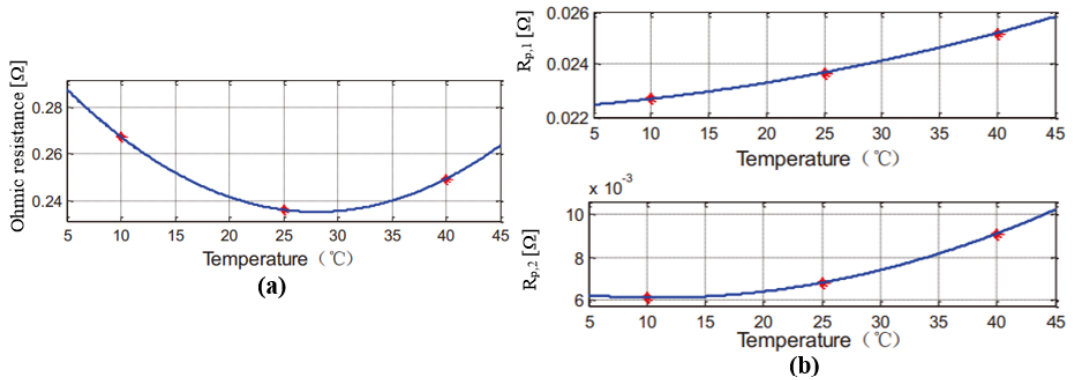 Ohmic resistance [Ω]
0.28
0.26
0.24
5 10 15 20 25 30 35 40 45
Temperature (℃)
(a)
R_p,1 [Ω]
0.026
0.024
0.022
5 10 15 20 25 30 35 40 45
Temperature (℃)
x 10⁻³
R_p,2 [Ω]
10
8
6
5 10 15 20 25 30 35 40 45
Temperature (℃)
(b)